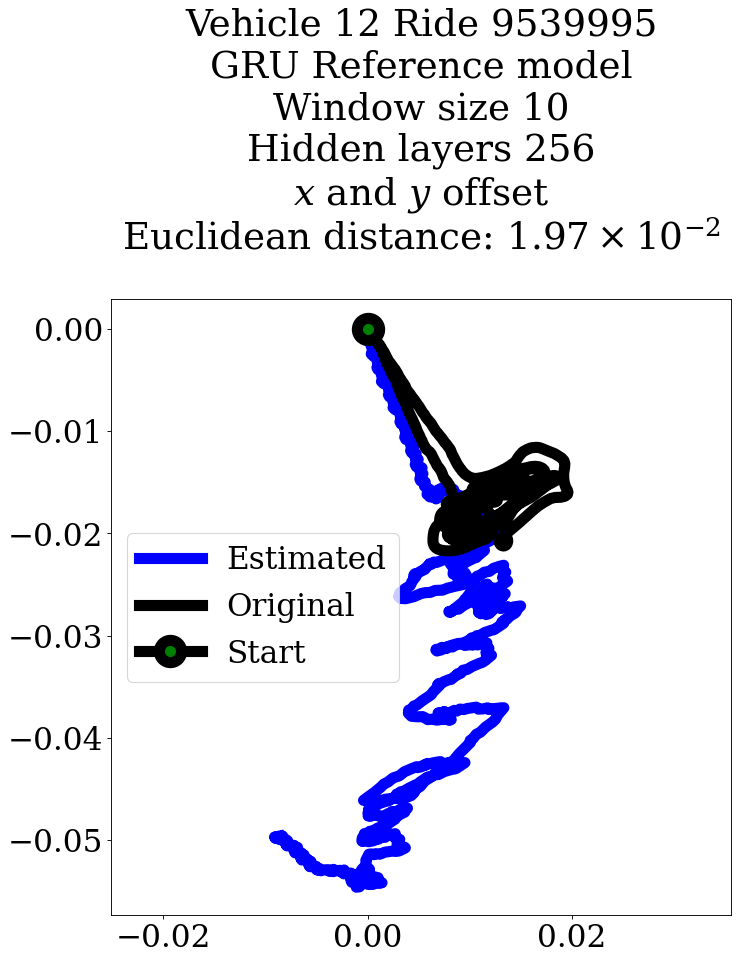 Vehicle 12 Ride 9539995
GRU Reference model
Window size 10
Hidden layers 256
x and y offset
Euclidean distance: 1.97 × 10⁻²
0.00
−0.01
−0.02
−0.03
−0.04
−0.05
Estimated
Original
Start
−0.02 0.00 0.02